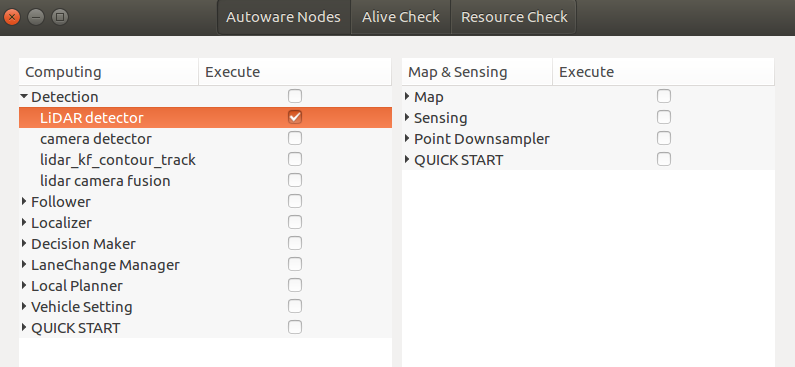 Autoware Nodes Alive Check Resource Check
Computing Execute
Detection
LiDAR detector
camera detector
lidar_kf_contour_track
lidar camera fusion
Follower
Localizer
Decision Maker
LaneChange Manager
Local Planner
Vehicle Setting
QUICK START
Map & Sensing Execute
Map
Sensing
Point Downsampler
QUICK START